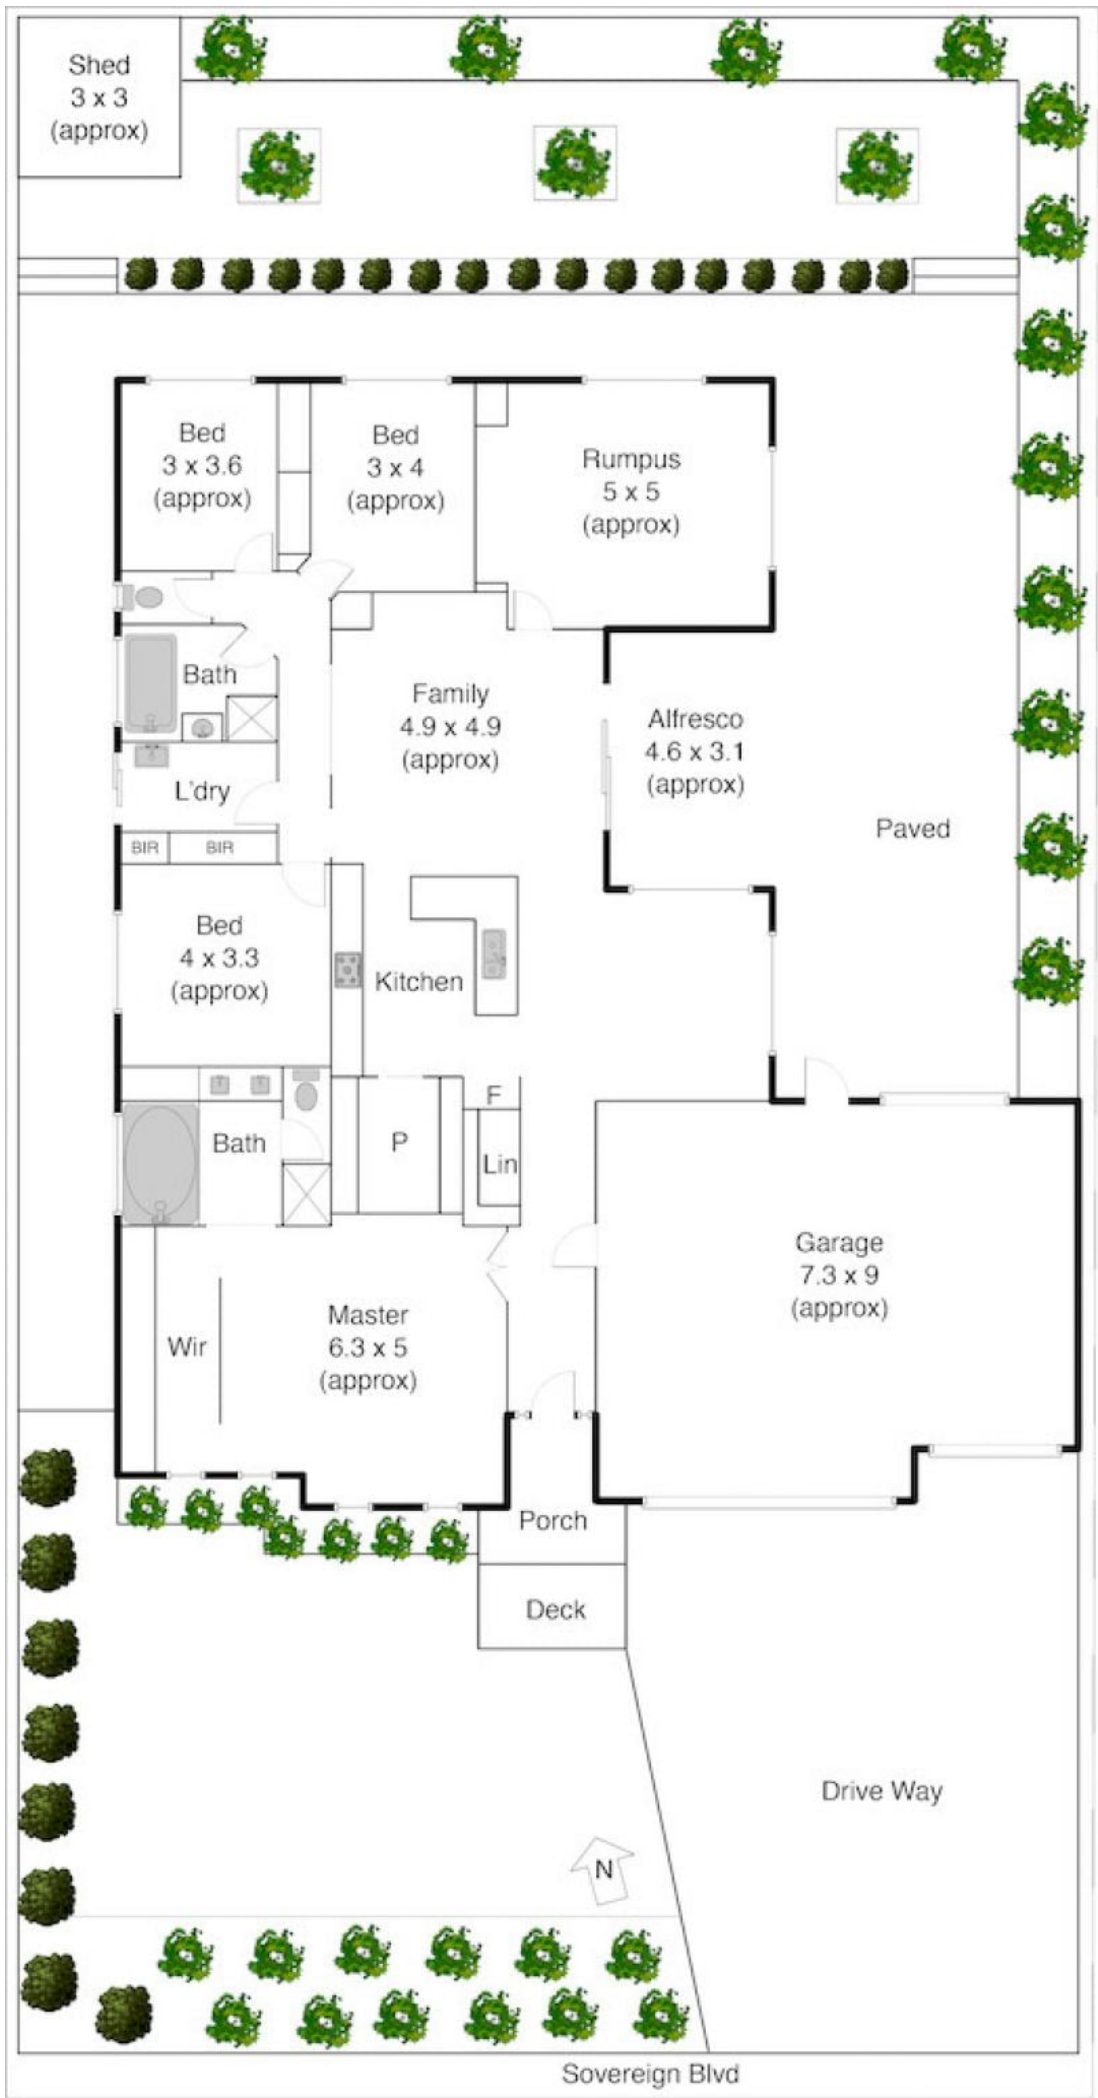 Shed
3 x 3
(approx)
Bed
3 x 3.6
(approx)
Bed
3 x 4
(approx)
Rumpus
5 x 5
(approx)
Bath
L'dry
BIR
BIR
Family
4.9 x 4.9
(approx)
Alfresco
4.6 x 3.1
(approx)
Paved
Bed
4 x 3.3
(approx)
Kitchen
F
Bath
P
Lin
Garage
7.3 x 9
(approx)
Wir
Master
6.3 x 5
(approx)
Porch
Deck
Drive Way
N
Sovereign Blvd